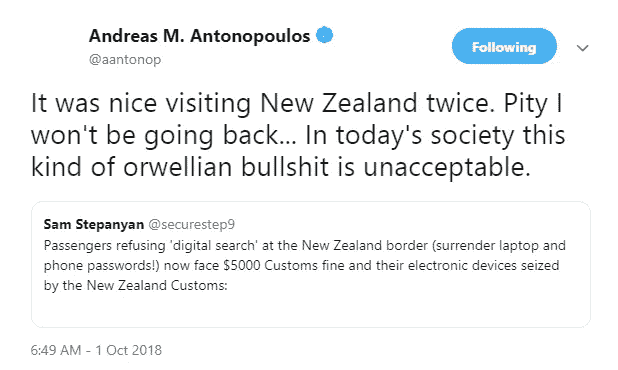 Andreas M. Antonopoulos
@aantonop
Following
It was nice visiting New Zealand twice. Pity I
won't be going back... In today's society this
kind of orwellian bullshit is unacceptable.
Sam Stepanyan @securestep9
Passengers refusing 'digital search' at the New Zealand border (surrender laptop and
phone passwords!) now face $5000 Customs fine and their electronic devices seized
by the New Zealand Customs:
6:49 AM - 1 Oct 2018